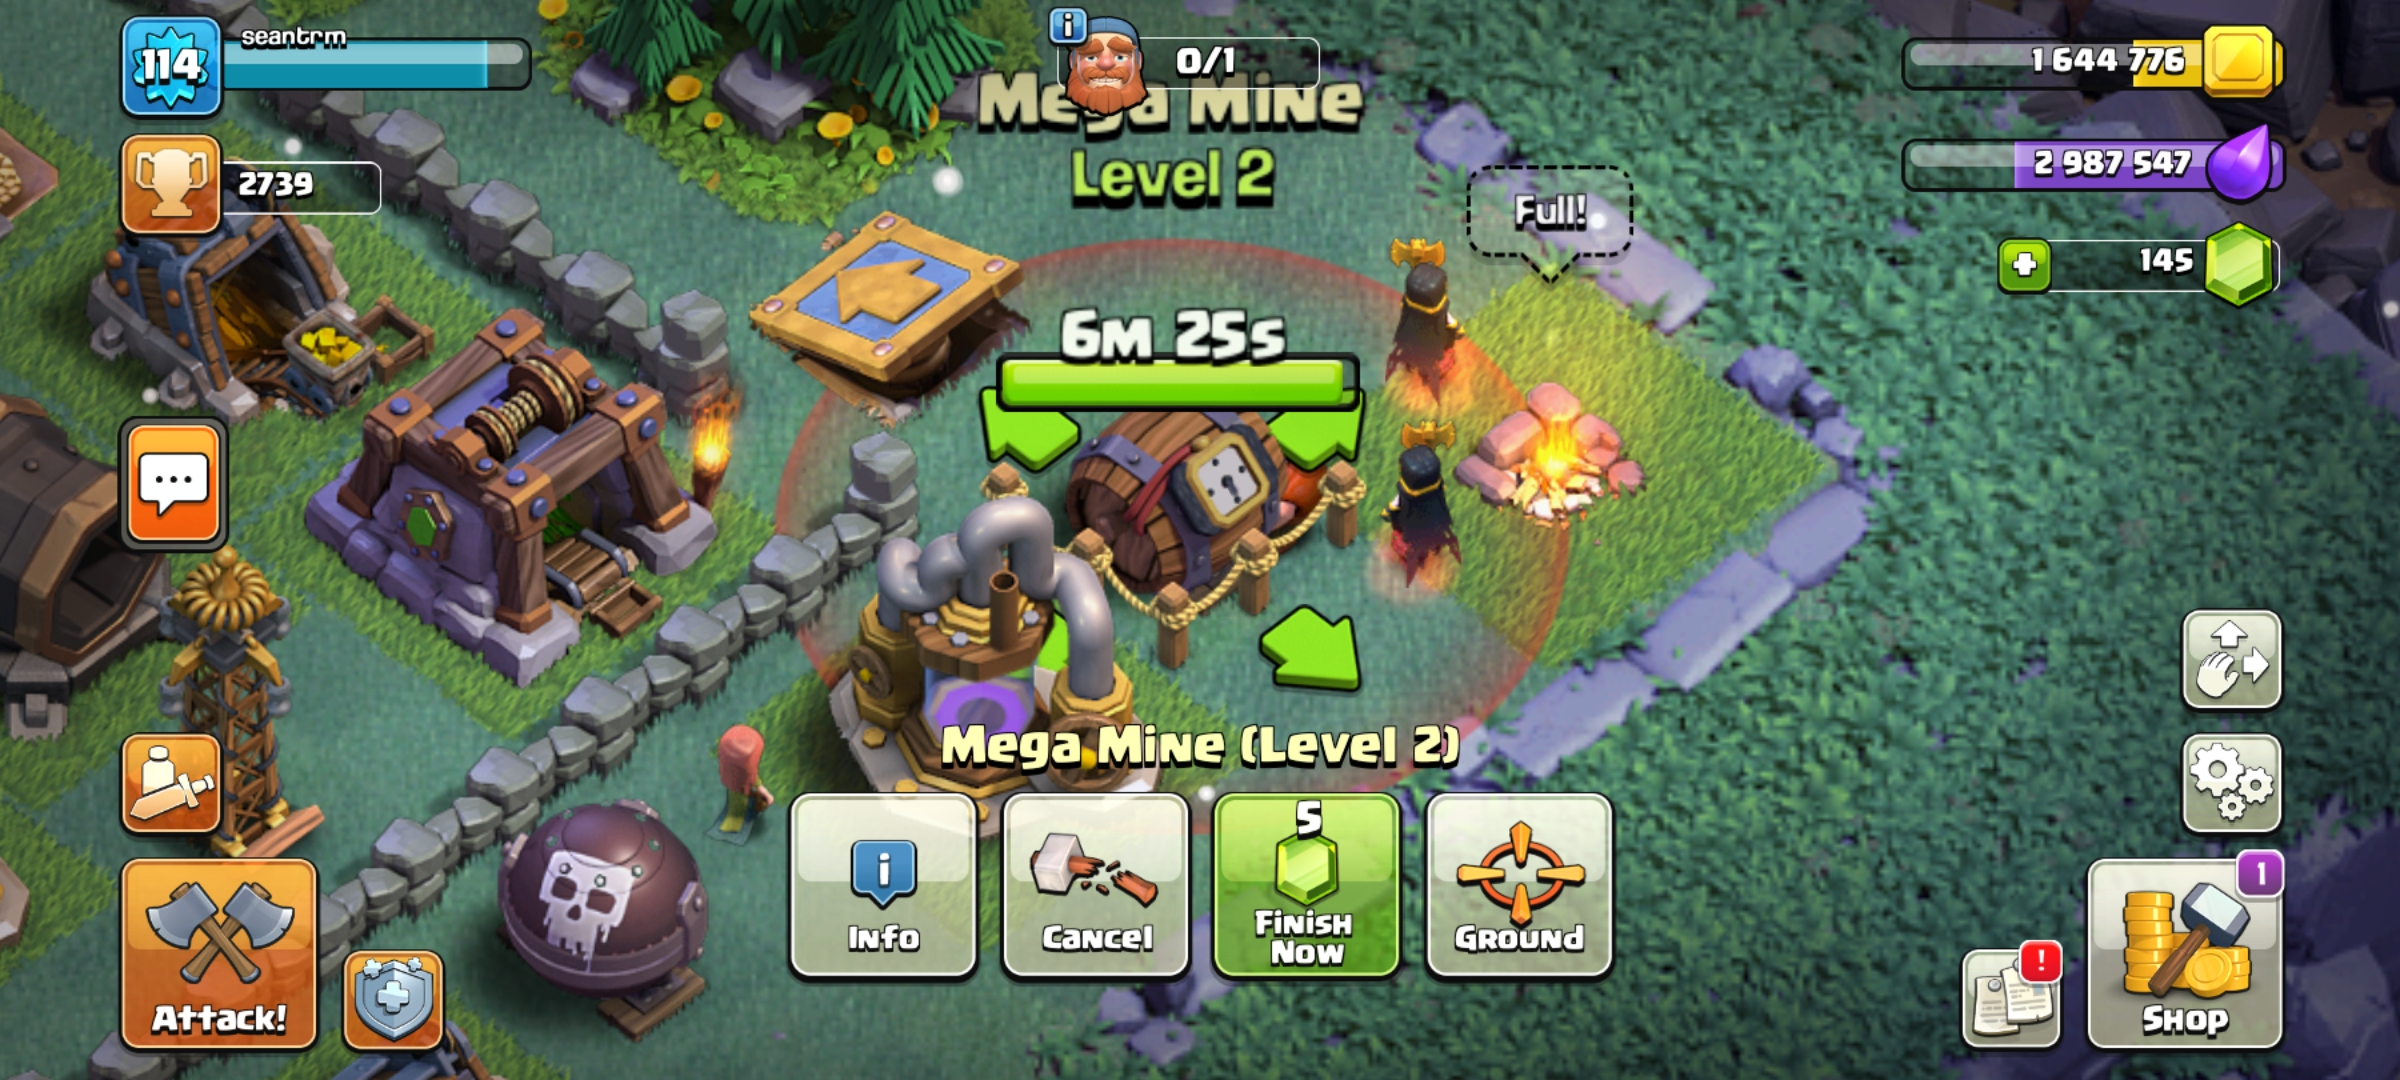 114
seantrm
0/1
1 644 776
Mega Mine
Level 2
2739
2 987 547
Full!
145
6M 25s
Mega Mine (Level 2)
5
Info
Cancel
Finish
Now
Ground
1
!
Attack!
Shop